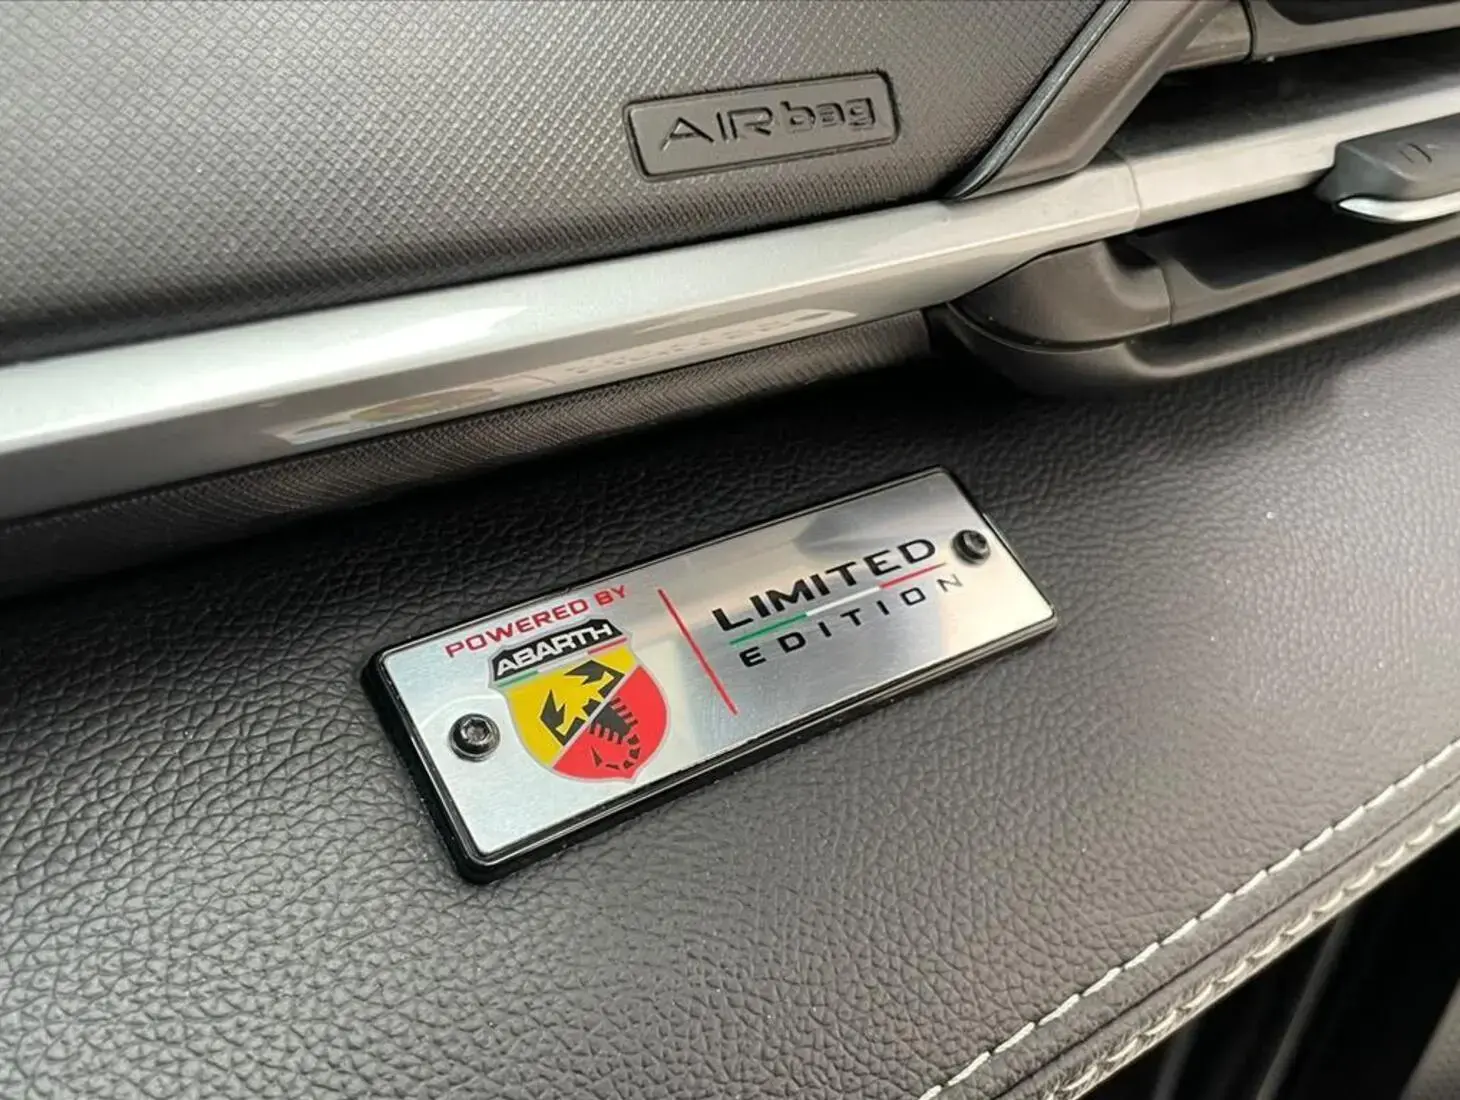 AIRbag
POWERED BY
ABARTH
LIMITED
EDITION